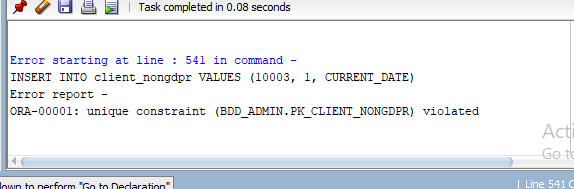 Task completed in 0.08 seconds
Error starting at line : 541 in command -
INSERT INTO client_nongdpr VALUES (10003, 1, CURRENT_DATE)
Error report -
ORA-00001: unique constraint (BDD_ADMIN.PK_CLIENT_NONGDPR) violated
Acti
Go to
down to perform "Go to Declaration"
Line 541 C